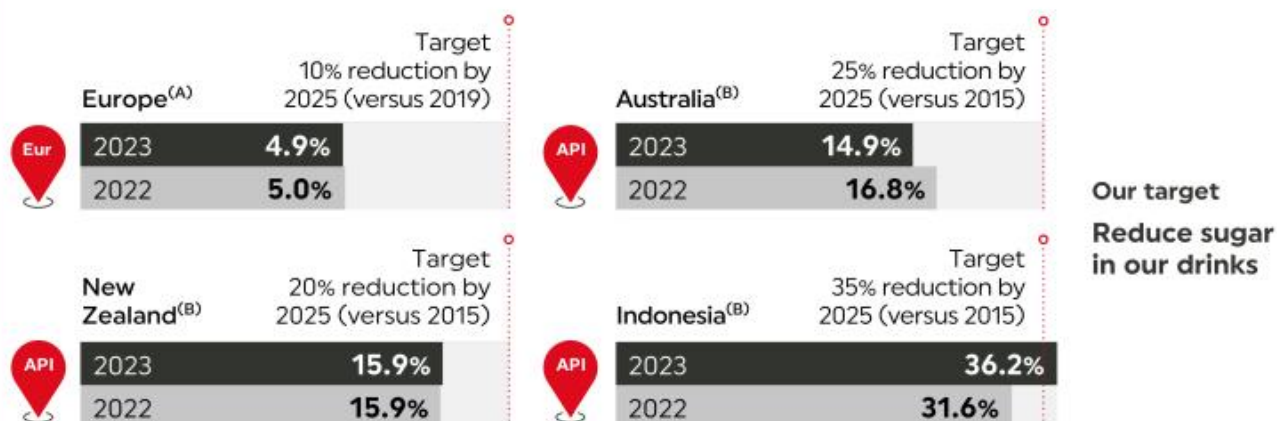 Target
10% reduction by
Europe(A) 2025 (versus 2019)
Eur
2023 4.9%
2022 5.0%
Target
25% reduction by
Australia(B) 2025 (versus 2015)
API
2023 14.9%
2022 16.8%
Our target
Reduce sugar
in our drinks
Target
New 20% reduction by
Zealand(B) 2025 (versus 2015)
API
2023 15.9%
2022 15.9%
Target
35% reduction by
Indonesia(B) 2025 (versus 2015)
API
2023 36.2%
2022 31.6%